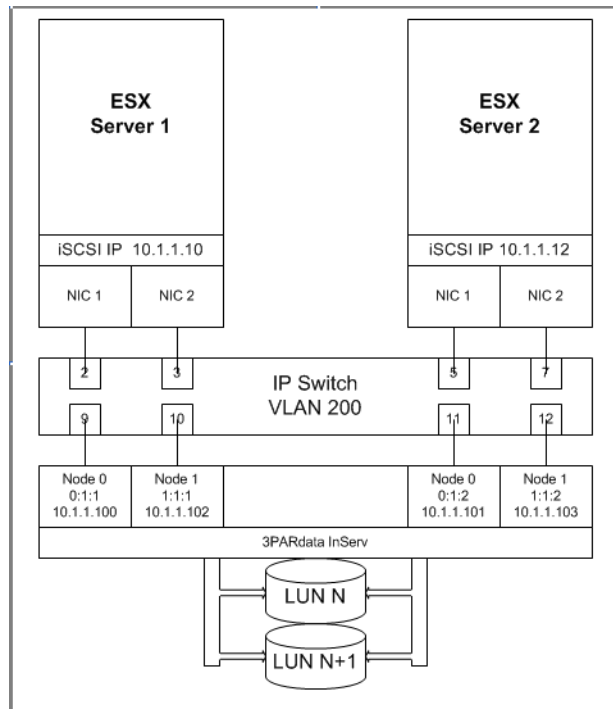 ESX
Server 1
ESX
Server 2
iSCSI IP 10.1.1.10
iSCSI IP 10.1.1.12
NIC 1
NIC 2
NIC 1
NIC 2
2
3
5
7
IP Switch
VLAN 200
9
10
11
12
Node 0
0:1:1
10.1.1.100
Node 1
1:1:1
10.1.1.102
Node 0
0:1:2
10.1.1.101
Node 1
1:1:2
10.1.1.103
3PARdata InServ
LUN N
LUN N+1